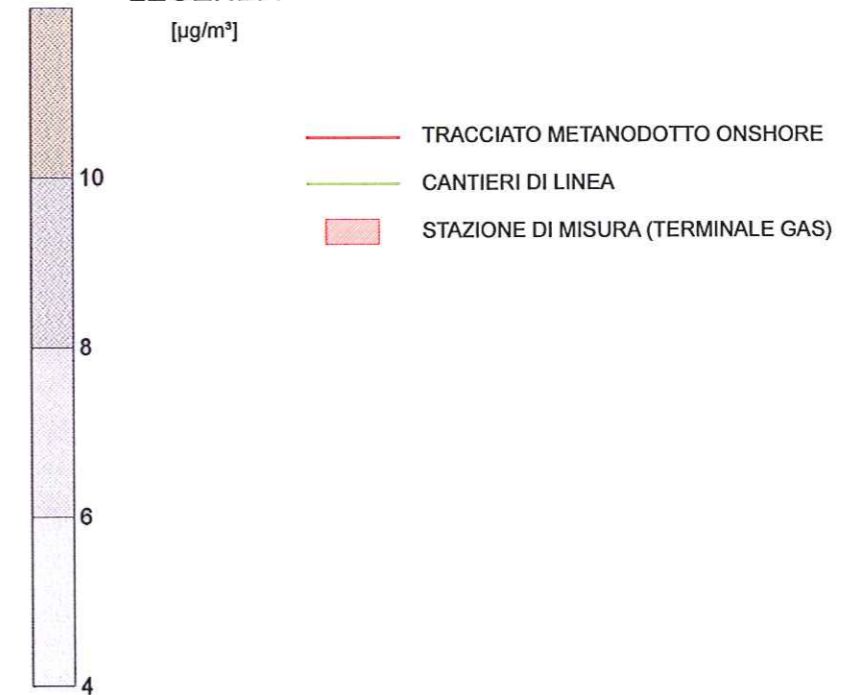 [µg/m³]
TRACCIATO METANODOTTO ONSHORE
10
CANTIERI DI LINEA
STAZIONE DI MISURA (TERMINALE GAS)
8
6
4